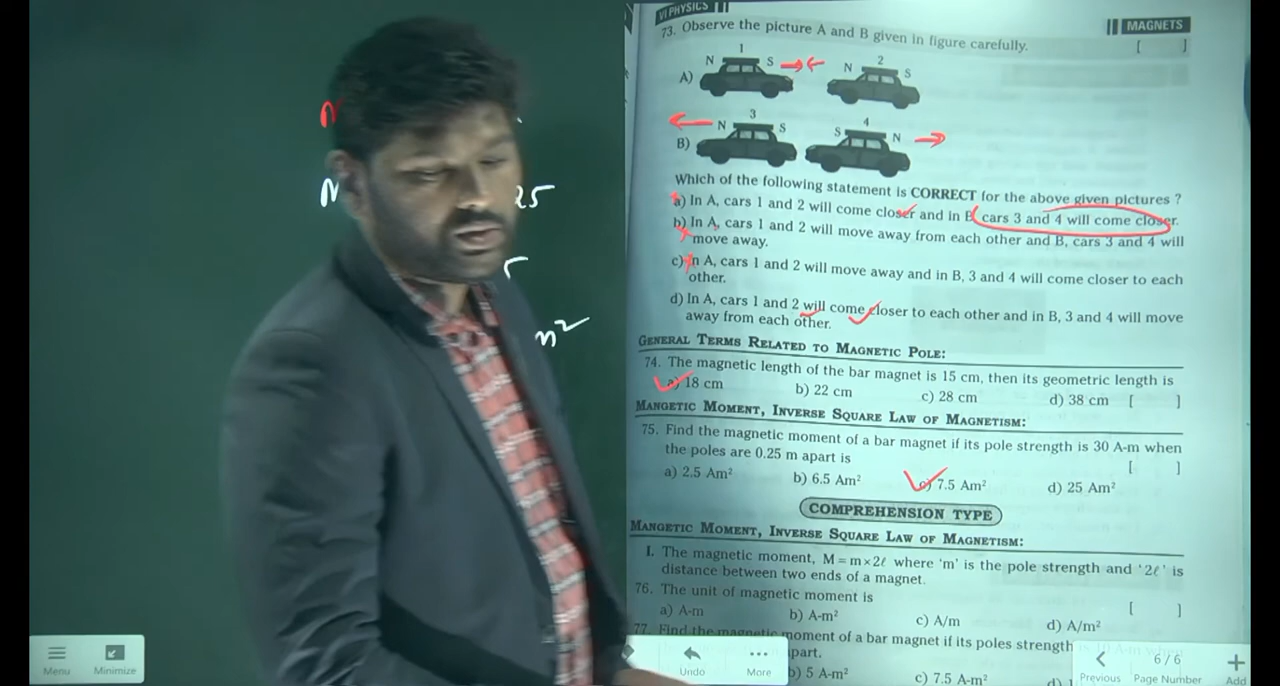 VI PHYSICS
MAGNETS
73. Observe the picture A and B given in figure carefully. [ ]
A) N 1 S N 2 S
B) N 3 S S 4 N
Which of the following statement is CORRECT for the above given pictures ?
a) In A, cars 1 and 2 will come closer and in B cars 3 and 4 will come closer.
b) In A, cars 1 and 2 will move away from each other and B, cars 3 and 4 will
move away.
c) In A, cars 1 and 2 will move away and in B, 3 and 4 will come closer to each
other.
d) In A, cars 1 and 2 will come closer to each other and in B, 3 and 4 will move
away from each other.
GENERAL TERMS RELATED TO MAGNETIC POLE:
74. The magnetic length of the bar magnet is 15 cm, then its geometric length is
a) 18 cm b) 22 cm c) 28 cm d) 38 cm [ ]
MANGETIC MOMENT, INVERSE SQUARE LAW OF MAGNETISM:
75. Find the magnetic moment of a bar magnet if its pole strength is 30 A-m when
the poles are 0.25 m apart is [ ]
a) 2.5 Am² b) 6.5 Am² c) 7.5 Am² d) 25 Am²
COMPREHENSION TYPE
MANGETIC MOMENT, INVERSE SQUARE LAW OF MAGNETISM:
I. The magnetic moment, M = m × 2ℓ where 'm' is the pole strength and '2ℓ' is
distance between two ends of a magnet.
76. The unit of magnetic moment is [ ]
a) A-m b) A-m² c) A/m d) A/m²
77. Find the magnetic moment of a bar magnet if its poles strength
apart.
b) 5 A-m² c) 7.5 A-m² d)
25
m²
Menu
Minimize
Undo
More
6 / 6
Previous
Page Number
Add